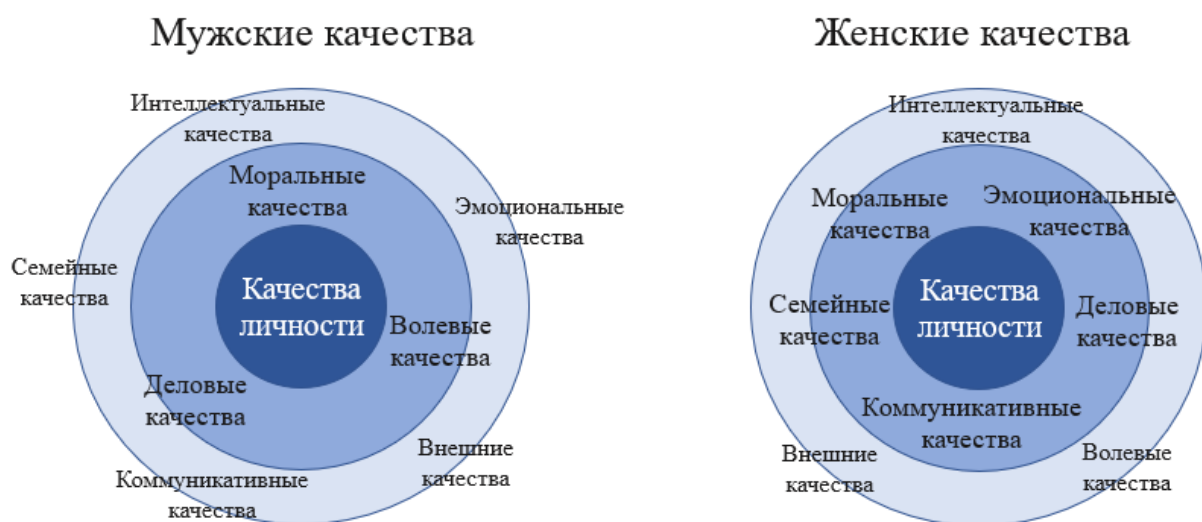 Мужские качества
Интеллектуальные
качества
Моральные
качества
Эмоциональные
качества
Семейные
качества
Качества
личности
Волевые
качества
Деловые
качества
Внешние
качества
Коммуникативные
качества
Женские качества
Интеллектуальные
качества
Моральные
качества
Эмоциональные
качества
Семейные
качества
Качества
личности
Деловые
качества
Коммуникативные
качества
Внешние
качества
Волевые
качества